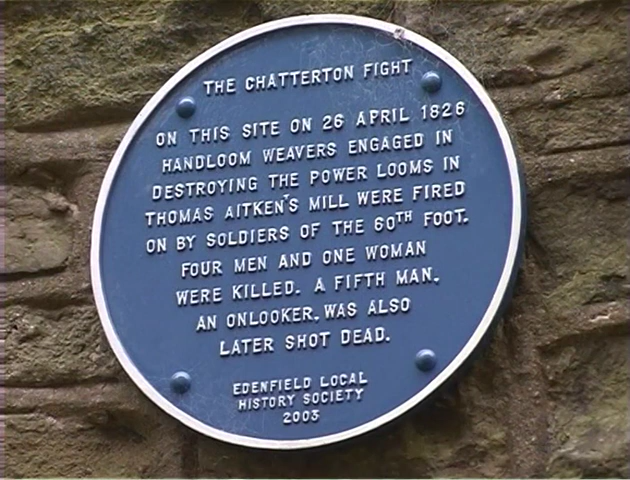 THE CHATTERTON FIGHT
ON THIS SITE ON 26 APRIL 1826
HANDLOOM WEAVERS ENGAGED IN
DESTROYING THE POWER LOOMS IN
THOMAS AITKEN'S MILL WERE FIRED
ON BY SOLDIERS OF THE 60TH FOOT.
FOUR MEN AND ONE WOMAN
WERE KILLED. A FIFTH MAN.
AN ONLOOKER. WAS ALSO
LATER SHOT DEAD.
EDENFIELD LOCAL
HISTORY SOCIETY
2003